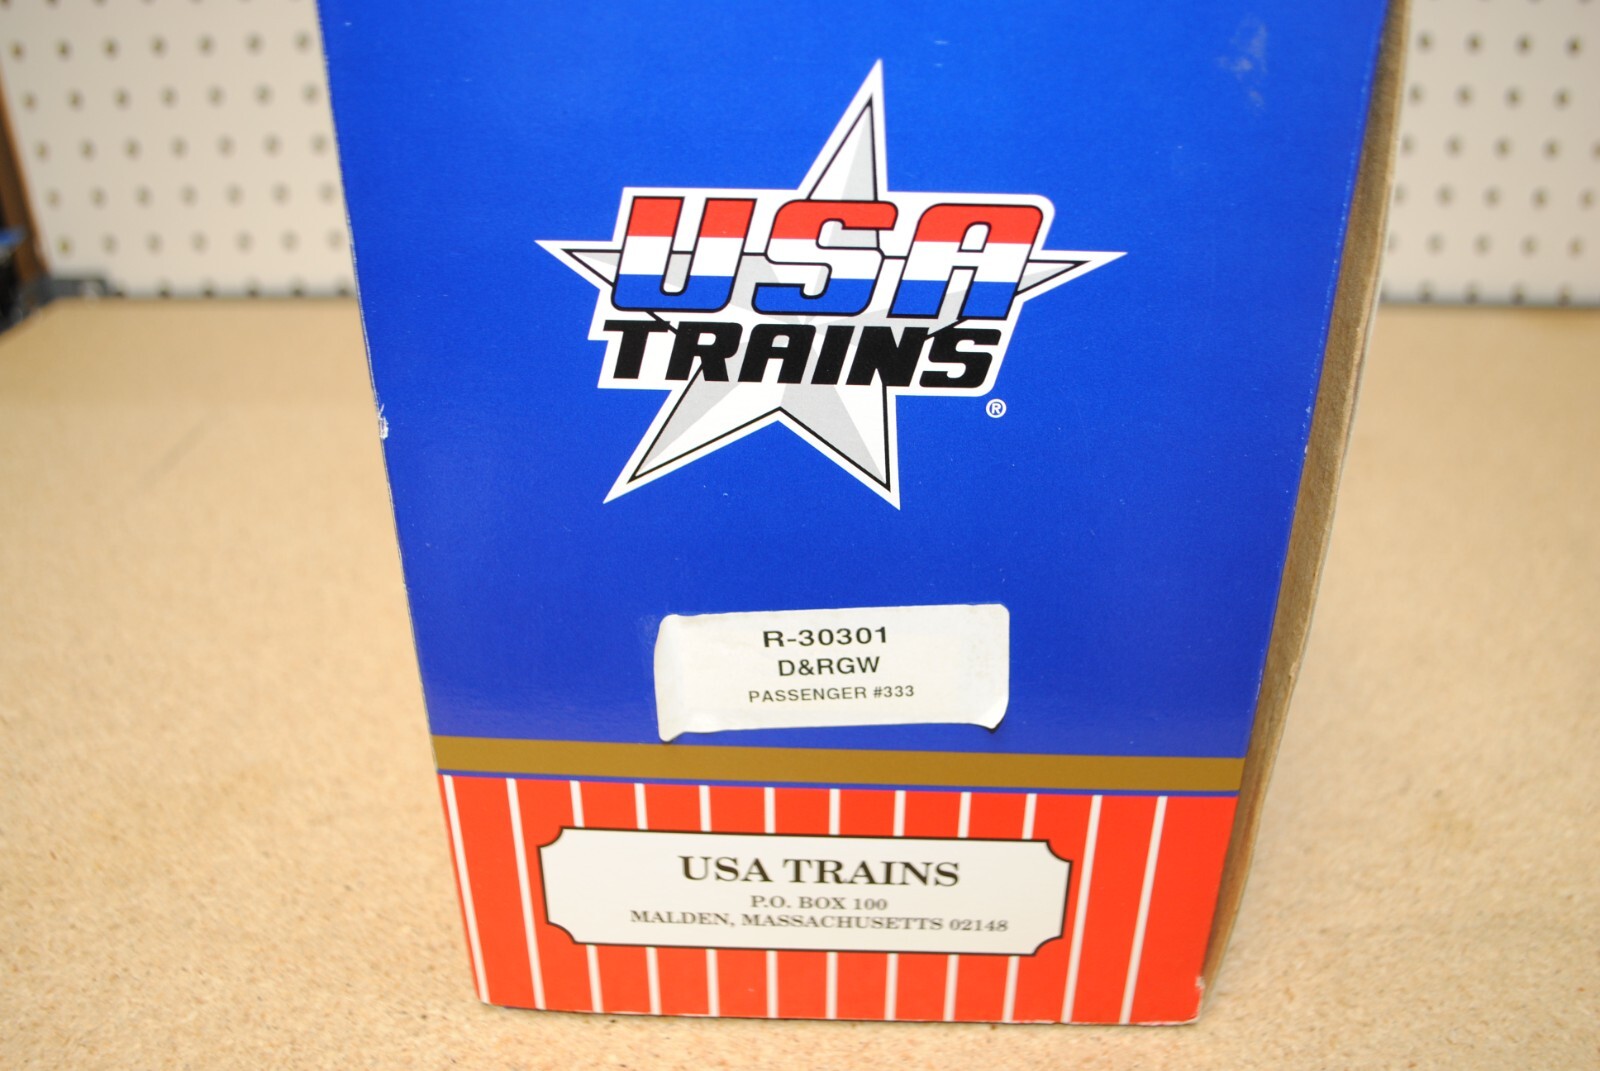 USA
TRAINS
®
R-30301
D&RGW
PASSENGER #333
USA TRAINS
P.O. BOX 100
MALDEN, MASSACHUSETTS 02148